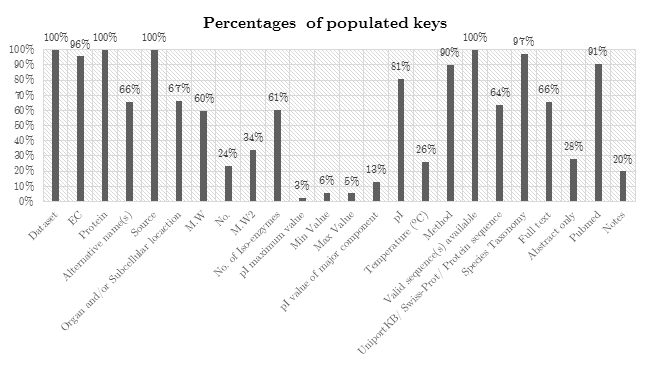 Percentages of populated keys
100%
90%
80%
70%
60%
50%
40%
30%
20%
10%
0%
100%
96%
100%
66%
100%
67%
60%
24%
34%
61%
3%
6%
5%
13%
81%
26%
90%
100%
64%
97%
66%
28%
91%
20%
Dataset
EC
Protein
Alternative name(s)
Source
Organ and/or Subcellular locaction
M.W
No.
M.W2
No. of Iso-enzymes
pI maximum value
Min Value
Max Value
pI value of major component
pI
Temperature (ºC)
Method
Valid sequence(s) available
UniportKB/ Swiss-Prot/ Protein sequence
Species Taxonomy
Full text
Abstract only
Pubmed
Notes